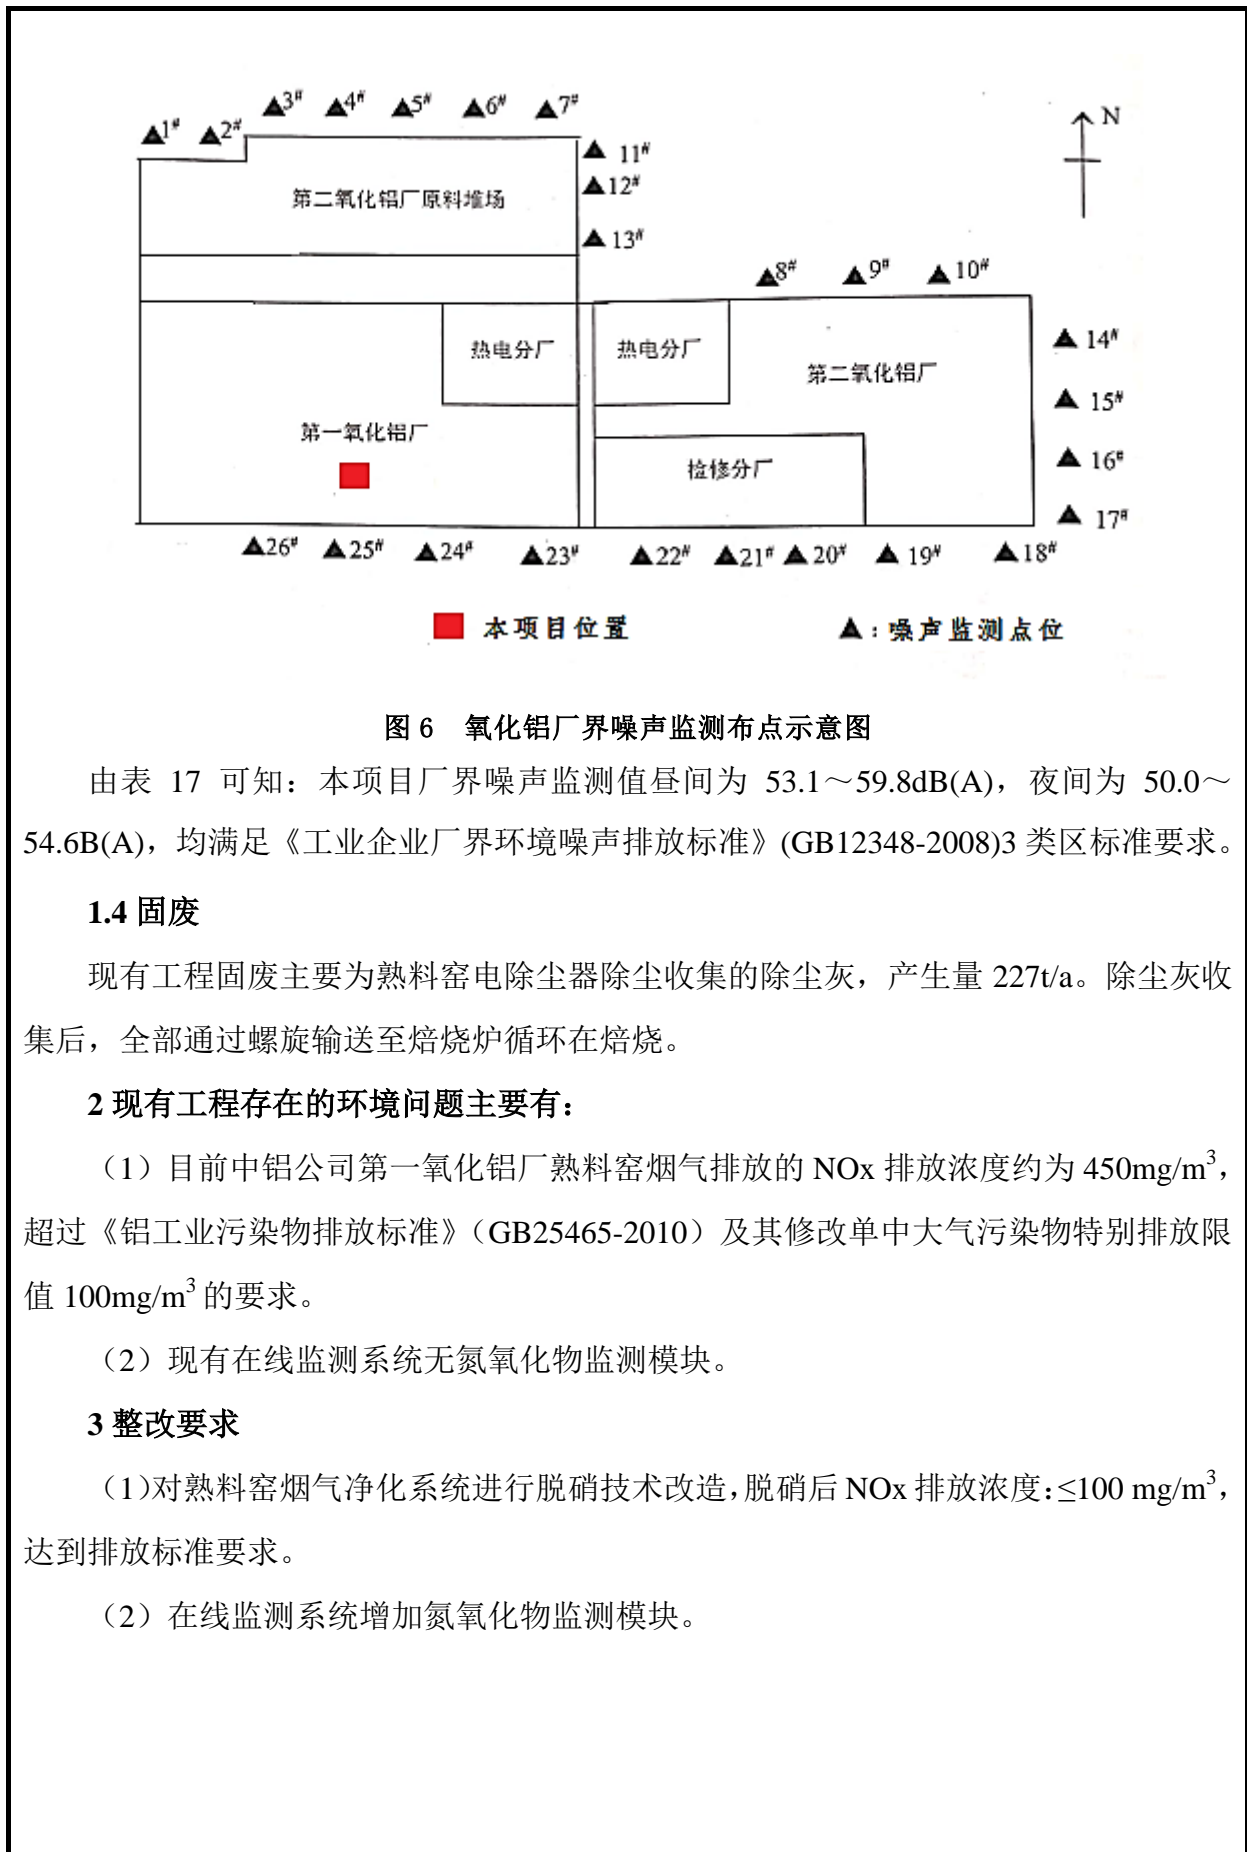 ▲3# ▲4# ▲5# ▲6# ▲7#
▲1# ▲2#
N
▲ 11#
▲12#
第二氧化铝厂原料堆场
▲ 13#
▲8# ▲9# ▲10#
热电分厂 热电分厂
▲ 14#
第二氧化铝厂
▲ 15#
第一氧化铝厂
检修分厂
▲ 16#
▲ 17#
▲26# ▲25# ▲24# ▲23# ▲22# ▲21# ▲20# ▲ 19# ▲18#
本项目位置 ▲:噪声监测点位
图 6 氧化铝厂界噪声监测布点示意图
由表 17 可知：本项目厂界噪声监测值昼间为 53.1～59.8dB(A)，夜间为 50.0～
54.6B(A)，均满足《工业企业厂界环境噪声排放标准》(GB12348-2008)3 类区标准要求。
1.4 固废
现有工程固废主要为熟料窑电除尘器除尘收集的除尘灰，产生量 227t/a。除尘灰收
集后，全部通过螺旋输送至焙烧炉循环在焙烧。
2 现有工程存在的环境问题主要有：
（1）目前中铝公司第一氧化铝厂熟料窑烟气排放的 NOx 排放浓度约为 450mg/m³，
超过《铝工业污染物排放标准》（GB25465-2010）及其修改单中大气污染物特别排放限
值 100mg/m³ 的要求。
（2）现有在线监测系统无氮氧化物监测模块。
3 整改要求
（1)对熟料窑烟气净化系统进行脱硝技术改造，脱硝后 NOx 排放浓度：≤100 mg/m³，
达到排放标准要求。
（2）在线监测系统增加氮氧化物监测模块。